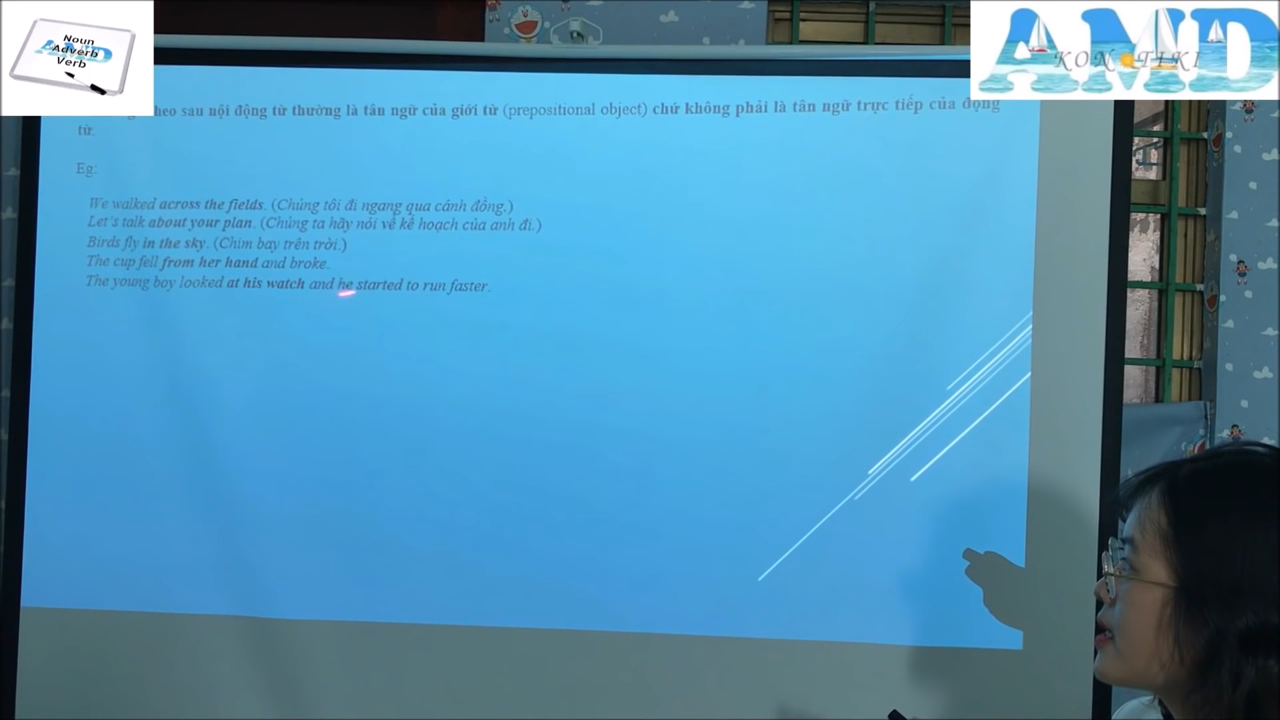 Noun
Adverb
Verb
AMD
AMD
KON TIKI
heo sau nội động từ thường là tân ngữ của giới từ (prepositional object) chứ không phải là tân ngữ trực tiếp của động
từ.
Eg:
We walked across the fields. (Chúng tôi đi ngang qua cánh đồng.)
Let's talk about your plan. (Chúng ta hãy nói về kế hoạch của anh đi.)
Birds fly in the sky. (Chim bay trên trời.)
The cup fell from her hand and broke.
The young boy looked at his watch and he started to run faster.